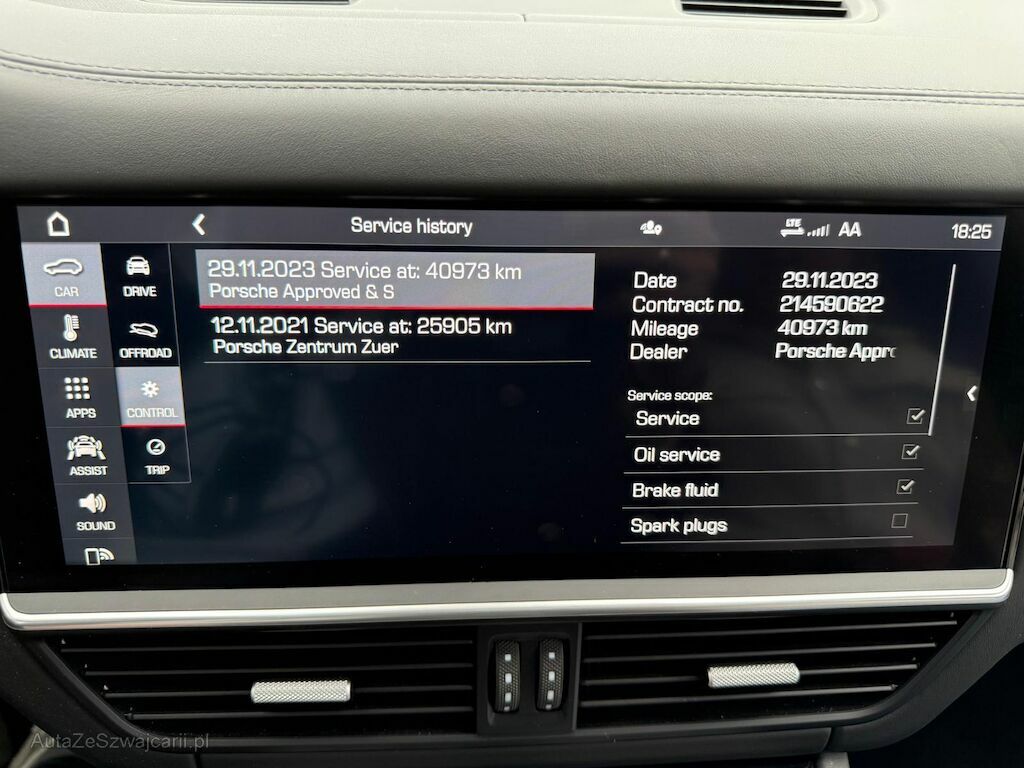 Service history
LTE
AA
18:25
CAR
DRIVE
CLIMATE
OFFROAD
APPS
CONTROL
ASSIST
TRIP
SOUND
29.11.2023 Service at: 40973 km
Porsche Approved & S
12.11.2021 Service at: 25905 km
Porsche Zentrum Zuer
Date 29.11.2023
Contract no. 214590622
Mileage 40973 km
Dealer Porsche Appr
Service scope:
Service
Oil service
Brake fluid
Spark plugs
AutaZeSzwajcarii.pl